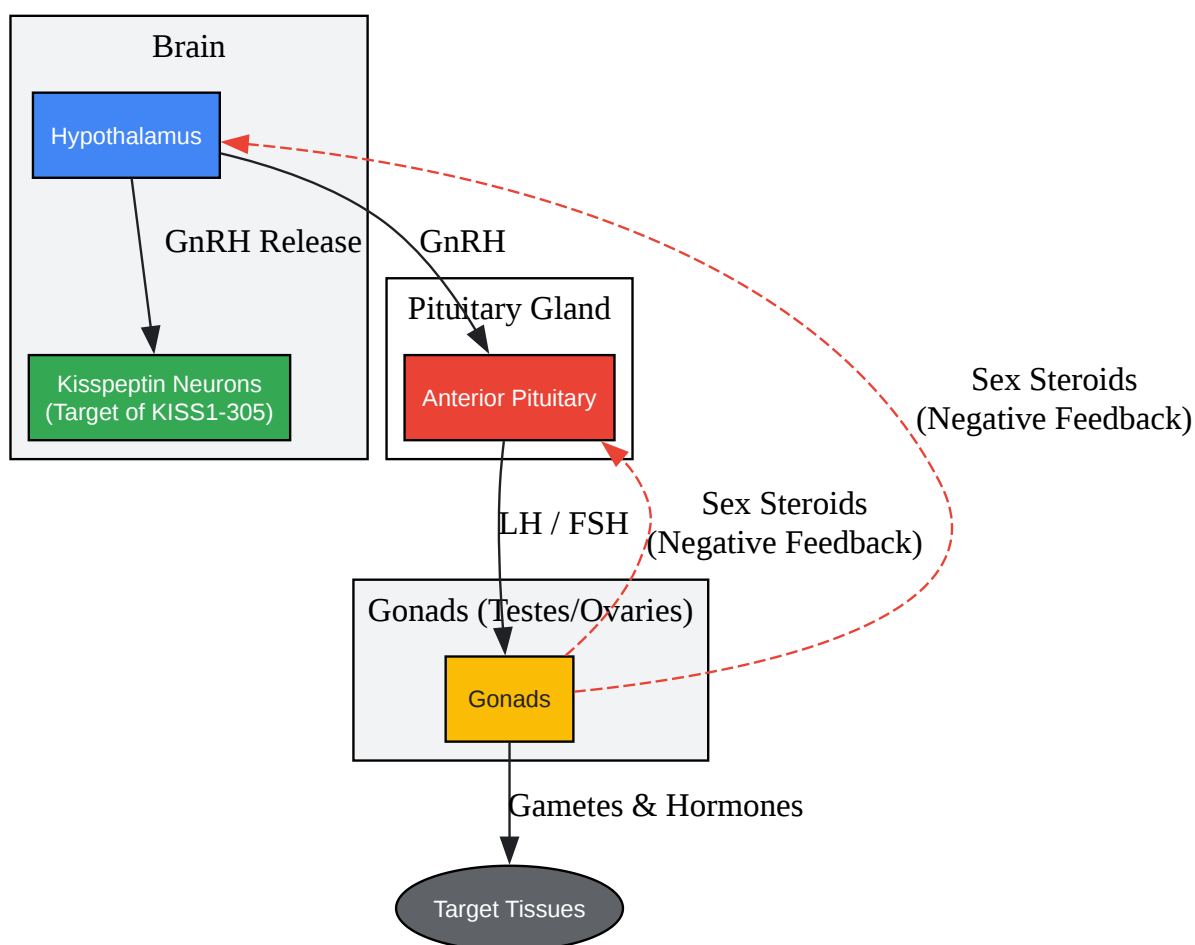 Brain
Hypothalamus
GnRH Release
GnRH
Pituitary Gland
Kisspeptin Neurons
(Target of KISS1-305)
Anterior Pituitary
Sex Steroids
(Negative Feedback)
LH / FSH
Sex Steroids
(Negative Feedback)
Gonads (Testes/Ovaries)
Gonads
Gametes & Hormones
Target Tissues